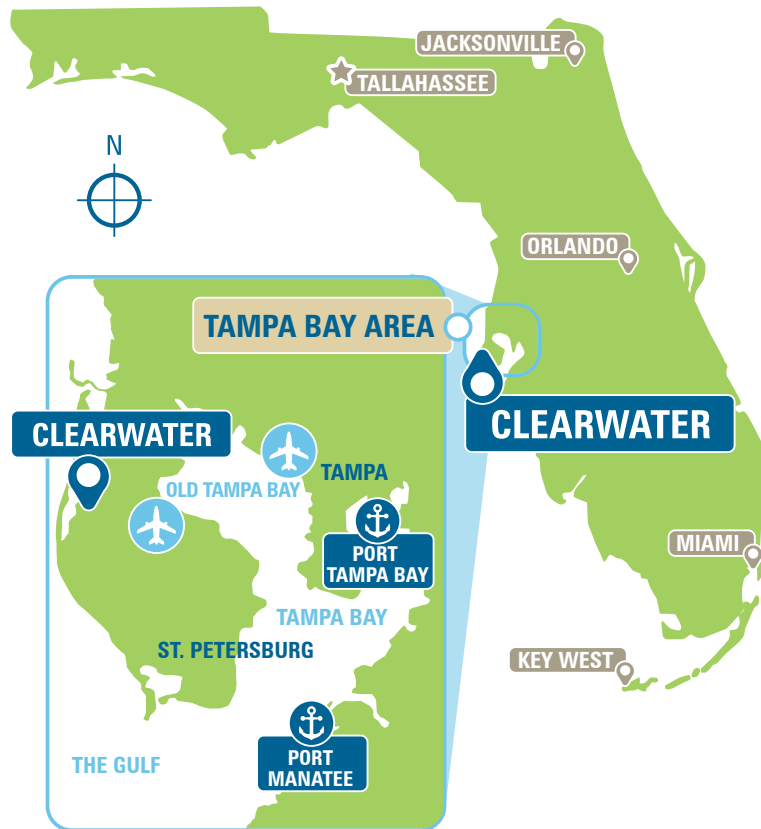 JACKSONVILLE
TALLAHASSEE
N
ORLANDO
TAMPA BAY AREA
CLEARWATER
CLEARWATER
TAMPA
OLD TAMPA BAY
PORT
TAMPA BAY
MIAMI
TAMPA BAY
ST. PETERSBURG
KEY WEST
THE GULF
PORT
MANATEE